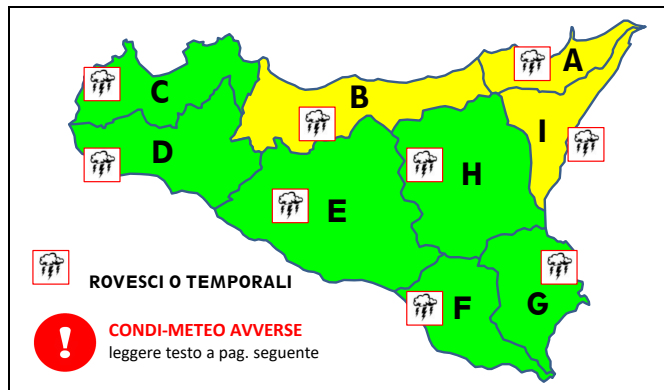 A
B
C
I
D
H
E
ROVESCI O TEMPORALI
F
G
CONDI-METEO AVVERSE
leggere testo a pag. seguente